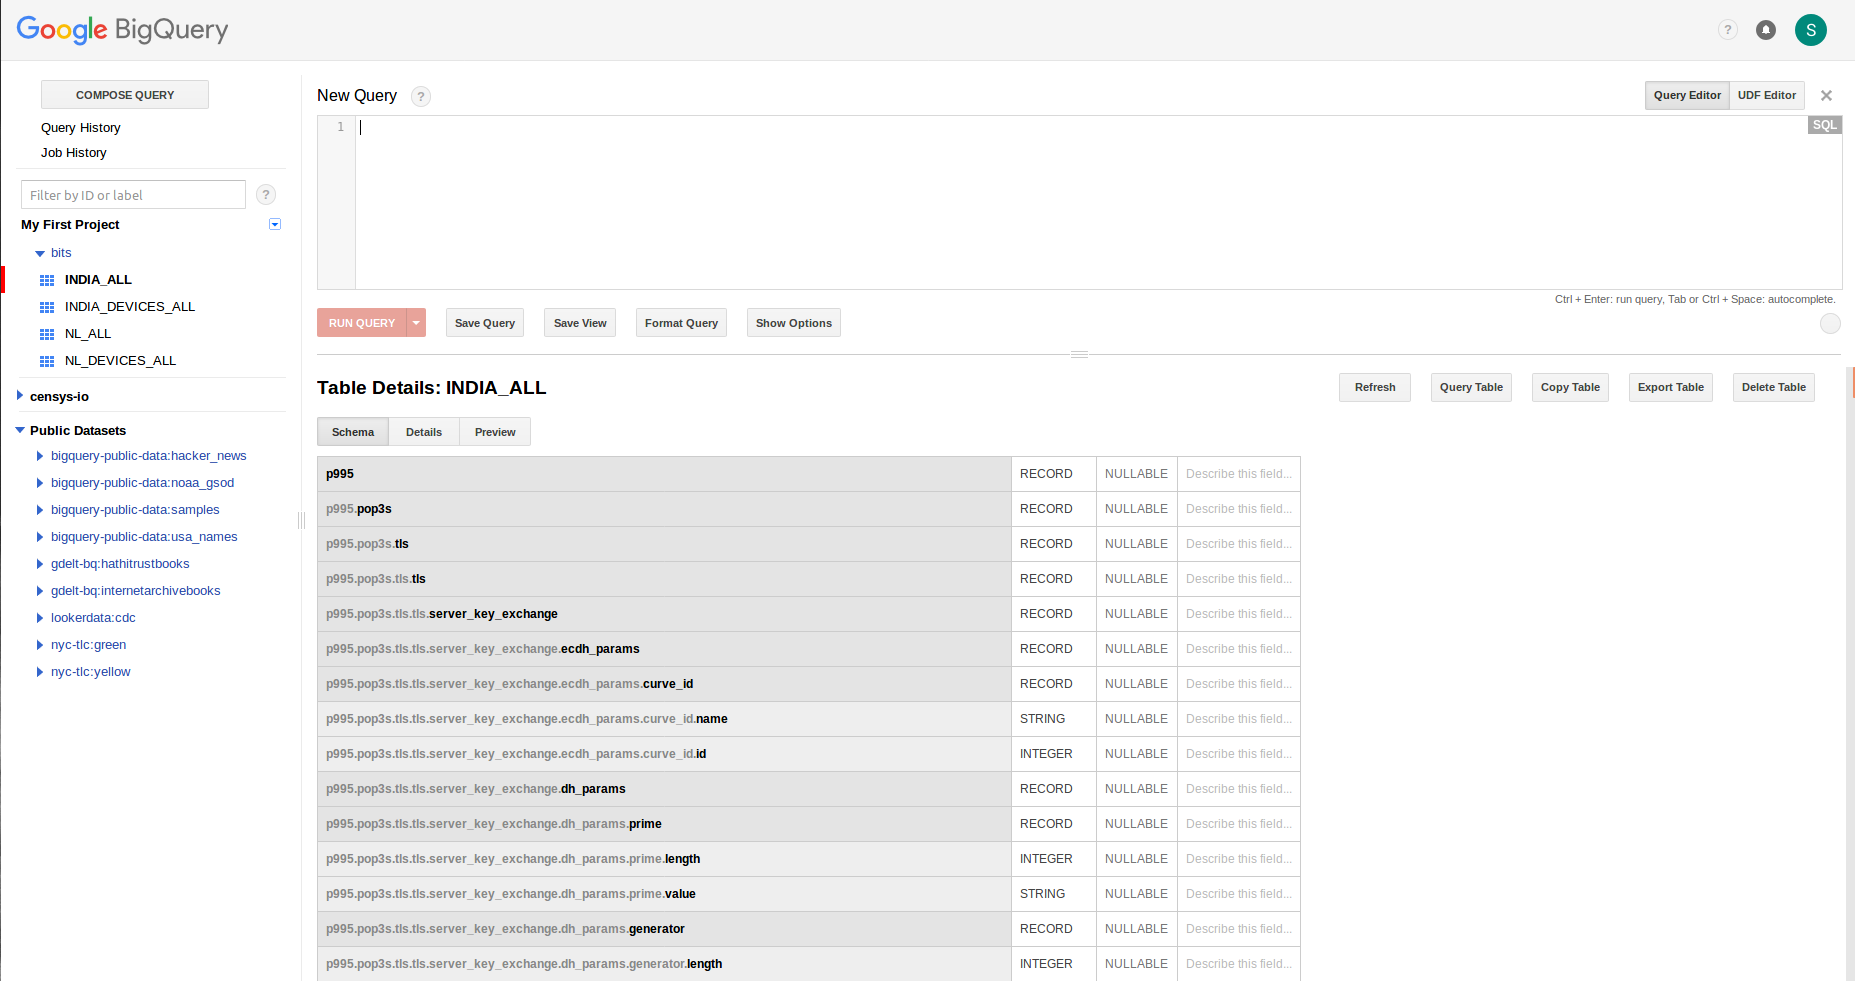 Google BigQuery
?
S
COMPOSE QUERY
Query History
Job History
Filter by ID or label
?
My First Project
bits
INDIA_ALL
INDIA_DEVICES_ALL
NL_ALL
NL_DEVICES_ALL
censys-io
Public Datasets
bigquery-public-data:hacker_news
bigquery-public-data:noaa_gsod
bigquery-public-data:samples
bigquery-public-data:usa_names
gdelt-bq:hathitrustbooks
gdelt-bq:internetarchivebooks
lookerdata:cdc
nyc-tlc:green
nyc-tlc:yellow
New Query ? Query Editor UDF Editor
1 SQL
Ctrl + Enter: run query, Tab or Ctrl + Space: autocomplete.
RUN QUERY Save Query Save View Format Query Show Options
Table Details: INDIA_ALL Refresh Query Table Copy Table Export Table Delete Table
Schema Details Preview
p995 RECORD NULLABLE Describe this field...
p995.pop3s RECORD NULLABLE Describe this field...
p995.pop3s.tls RECORD NULLABLE Describe this field...
p995.pop3s.tls.tls RECORD NULLABLE Describe this field...
p995.pop3s.tls.tls.server_key_exchange RECORD NULLABLE Describe this field...
p995.pop3s.tls.tls.server_key_exchange.ecdh_params RECORD NULLABLE Describe this field...
p995.pop3s.tls.tls.server_key_exchange.ecdh_params.curve_id RECORD NULLABLE Describe this field...
p995.pop3s.tls.tls.server_key_exchange.ecdh_params.curve_id.name STRING NULLABLE Describe this field...
p995.pop3s.tls.tls.server_key_exchange.ecdh_params.curve_id.id INTEGER NULLABLE Describe this field...
p995.pop3s.tls.tls.server_key_exchange.dh_params RECORD NULLABLE Describe this field...
p995.pop3s.tls.tls.server_key_exchange.dh_params.prime RECORD NULLABLE Describe this field...
p995.pop3s.tls.tls.server_key_exchange.dh_params.prime.length INTEGER NULLABLE Describe this field...
p995.pop3s.tls.tls.server_key_exchange.dh_params.prime.value STRING NULLABLE Describe this field...
p995.pop3s.tls.tls.server_key_exchange.dh_params.generator RECORD NULLABLE Describe this field...
p995.pop3s.tls.tls.server_key_exchange.dh_params.generator.length INTEGER NULLABLE Describe this field...